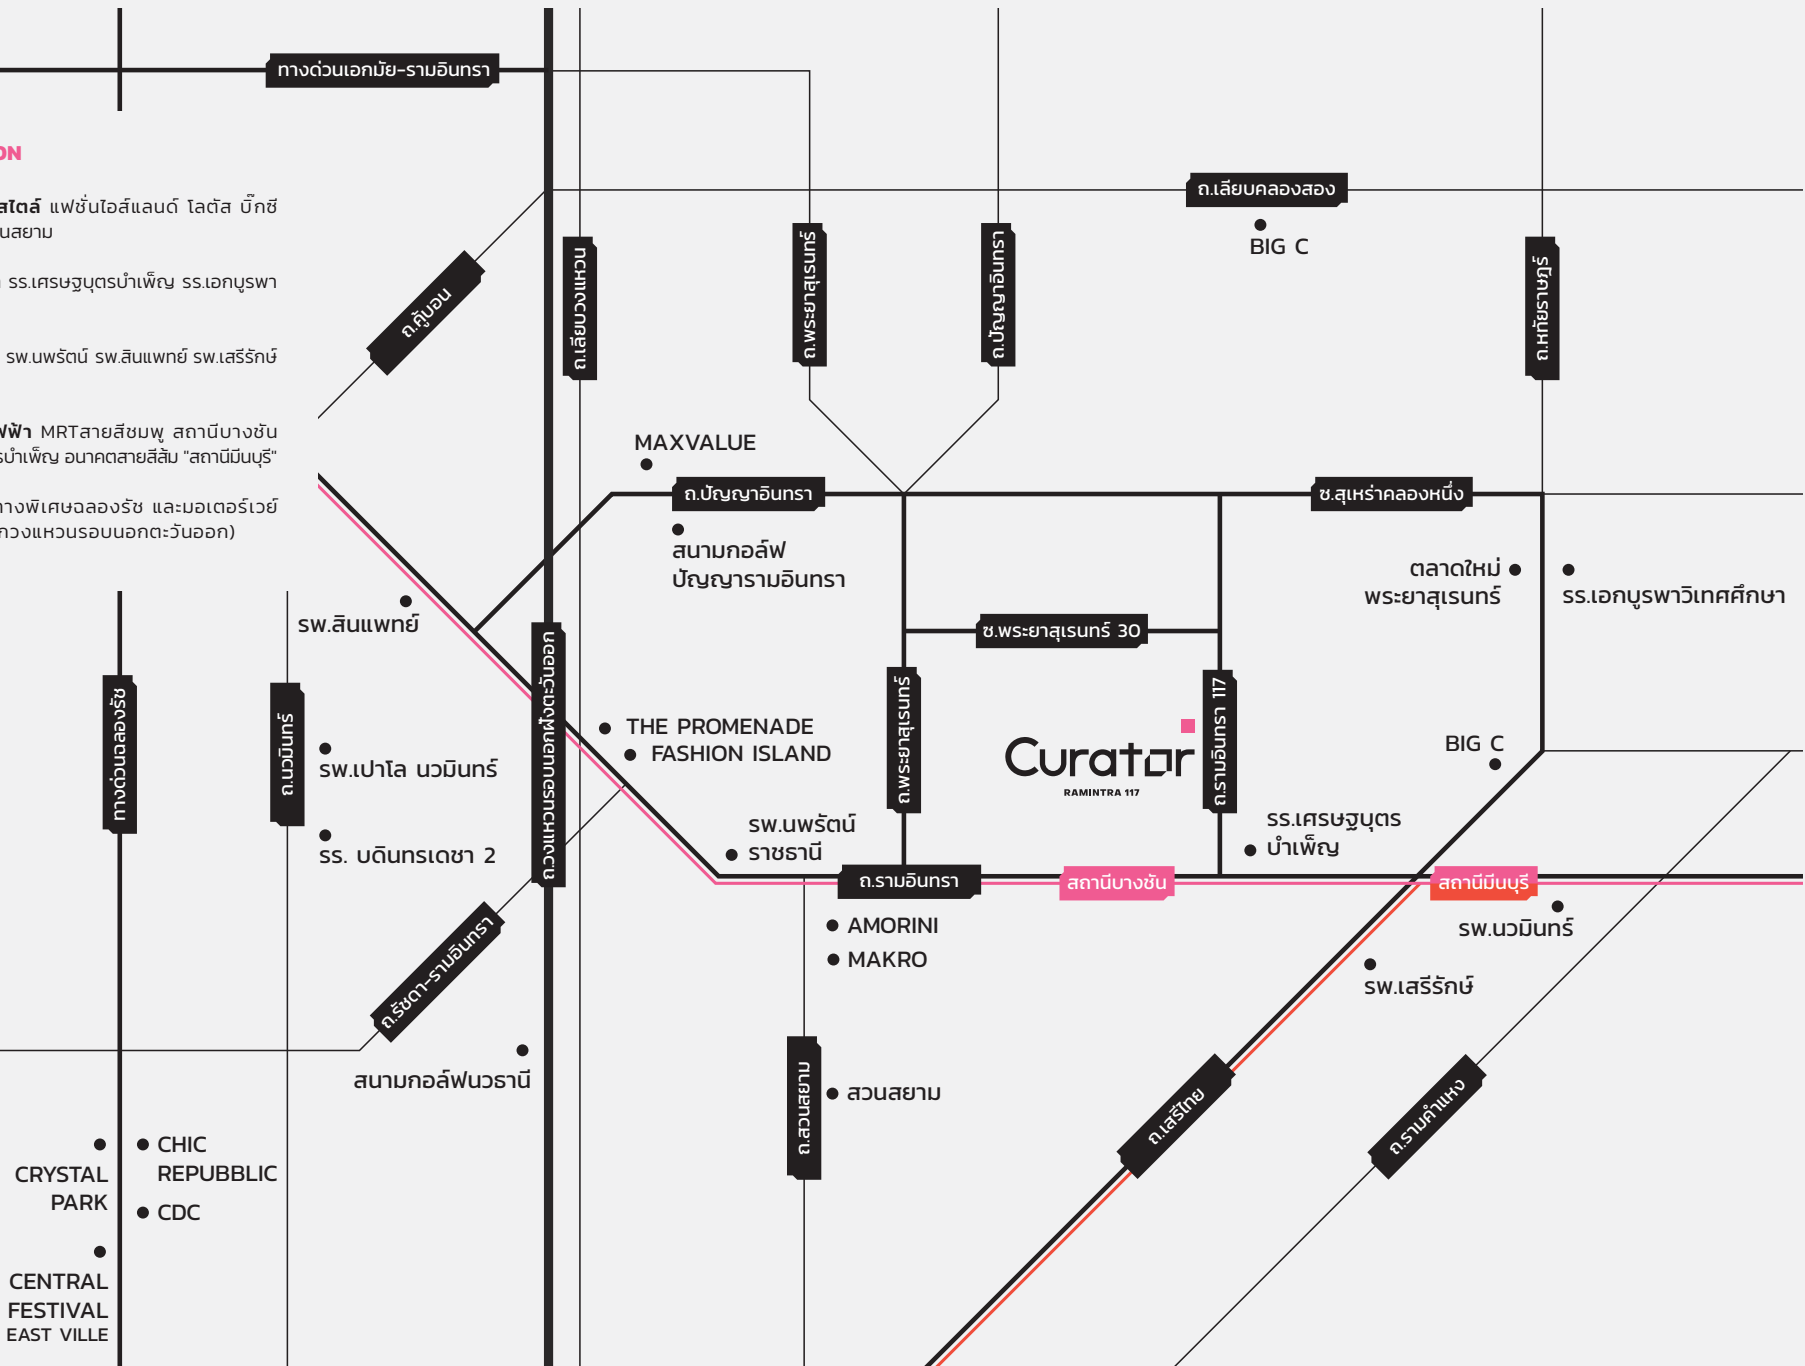 ทางด่วนเอกมัย-รามอินทรา
ON
สไตล์ แฟชั่นไอส์แลนด์ โลตัส บิ๊กซี
นสยาม
รร.เศรษฐบุตรบำเพ็ญ รร.เอกบูรพา
รพ.นพรัตน์ รพ.สินแพทย์ รพ.เสรีรักษ์
ฟฟ้า MRTสายสีชมพู สถานีบางชัน
รบำเพ็ญ อนาคตสายสีส้ม "สถานีมีนบุรี"
ทางพิเศษฉลองรัช และมอเตอร์เวย์
กวงแหวนรอบนอกตะวันออก)
ถ.เลียบคลองสอง
BIG C
ถ.คู้บอน
ถ.เลียบวงแหวน
ถ.พระยาสุเรนทร์
ถ.ปัญญาอินทรา
ถ.หทัยราษฎร์
MAXVALUE
ถ.ปัญญาอินทรา
ซ.สุเหร่าคลองหนึ่ง
สนามกอล์ฟ
ปัญญารามอินทรา
ตลาดใหม่
พระยาสุเรนทร์
รร.เอกบูรพาวิเทศศึกษา
รพ.สินแพทย์
ซ.พระยาสุเรนทร์ 30
ถ.วงแหวนรอบนอกฝั่งตะวันออก
ทางด่วนฉลองรัช
ถ.นวมินทร์
ถ.พระยาสุเรนทร์
ถ.รามอินทรา 117
THE PROMENADE
FASHION ISLAND
Curator
RAMINTRA 117
BIG C
รพ.เปาโล นวมินทร์
รร. บดินทรเดชา 2
รพ.นพรัตน์
ราชธานี
รร.เศรษฐบุตร
บำเพ็ญ
ถ.รามอินทรา
สถานีบางชัน
สถานีมีนบุรี
AMORINI
MAKRO
รพ.นวมินทร์
รพ.เสรีรักษ์
ถ.รัชดา-รามอินทรา
สนามกอล์ฟนวธานี
ถ.สวนสยาม
สวนสยาม
ถ.เสรีไทย
ถ.รามคำแหง
CRYSTAL
PARK
CHIC
REPUBBLIC
CDC
CENTRAL
FESTIVAL
EAST VILLE